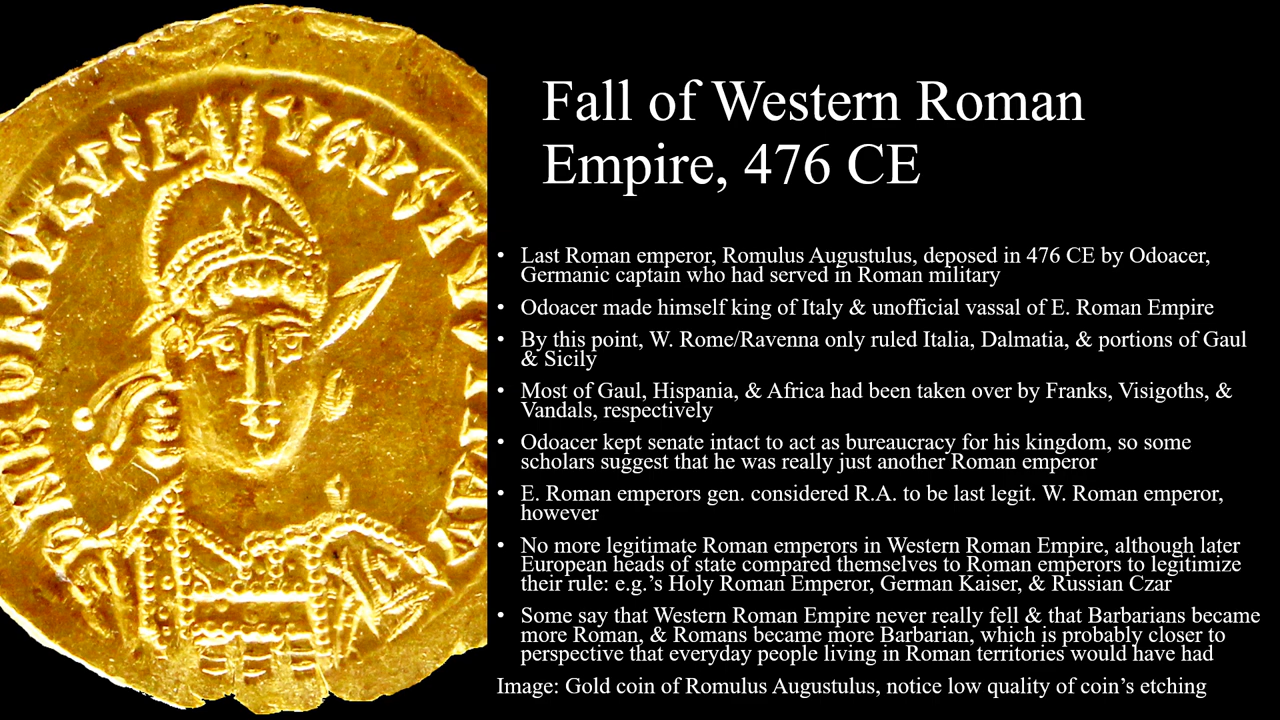 Fall of Western Roman
Empire, 476 CE
• Last Roman emperor, Romulus Augustulus, deposed in 476 CE by Odoacer,
Germanic captain who had served in Roman military
• Odoacer made himself king of Italy & unofficial vassal of E. Roman Empire
• By this point, W. Rome/Ravenna only ruled Italia, Dalmatia, & portions of Gaul
& Sicily
• Most of Gaul, Hispania, & Africa had been taken over by Franks, Visigoths, &
Vandals, respectively
• Odoacer kept senate intact to act as bureaucracy for his kingdom, so some
scholars suggest that he was really just another Roman emperor
• E. Roman emperors gen. considered R.A. to be last legit. W. Roman emperor,
however
• No more legitimate Roman emperors in Western Roman Empire, although later
European heads of state compared themselves to Roman emperors to legitimize
their rule: e.g.’s Holy Roman Emperor, German Kaiser, & Russian Czar
• Some say that Western Roman Empire never really fell & that Barbarians became
more Roman, & Romans became more Barbarian, which is probably closer to
perspective that everyday people living in Roman territories would have had
Image: Gold coin of Romulus Augustulus, notice low quality of coin’s etching